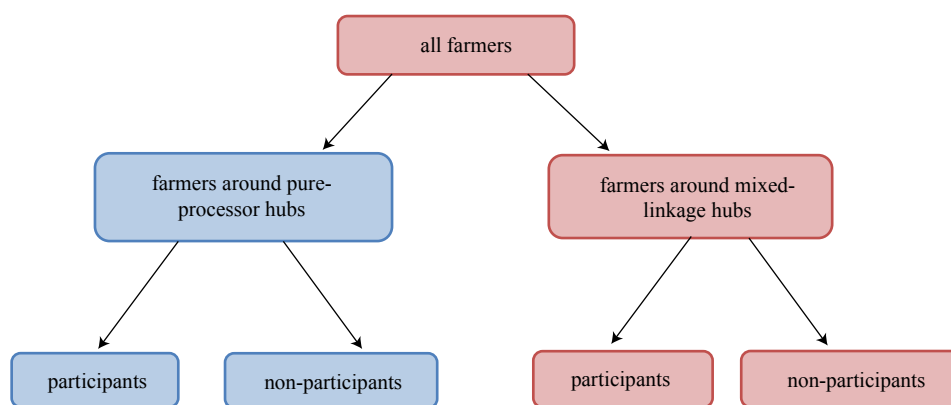 all farmers
farmers around pure-
processor hubs
farmers around mixed-
linkage hubs
participants
non-participants
participants
non-participants